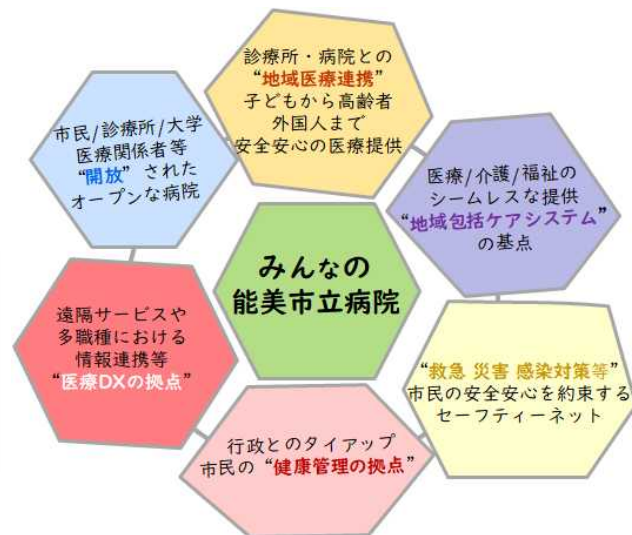 診療所・病院との
“地域医療連携”
子どもから高齢者
外国人まで
安全安心の医療提供
市民/診療所/大学
医療関係者等
“開放”された
オープンな病院
医療/介護/福祉の
シームレスな提供
“地域包括ケアシステム”
の基点
みんなの
能美市立病院
遠隔サービスや
多職種における
情報連携等
“医療DXの拠点”
“救急 災害 感染対策等”
市民の安全安心を約束する
セーフティーネット
行政とのタイアップ
市民の“健康管理の拠点”